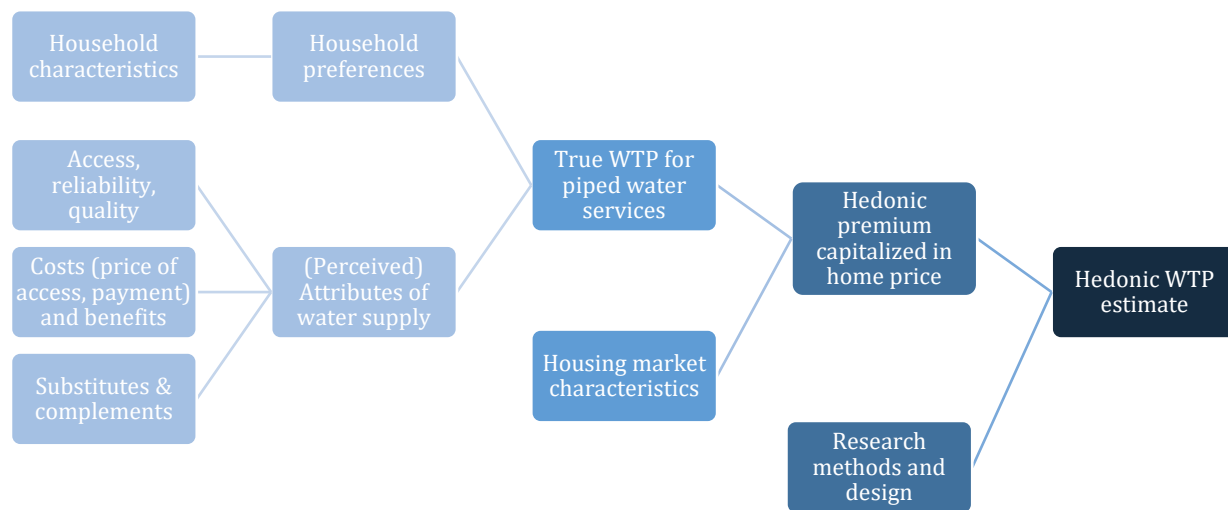 Household
characteristics
Household
preferences
Access,
reliability,
quality
Costs (price of
access, payment)
and benefits
Substitutes &
complements
(Perceived)
Attributes of
water supply
True WTP for
piped water
services
Housing market
characteristics
Hedonic
premium
capitalized in
home price
Research
methods and
design
Hedonic WTP
estimate